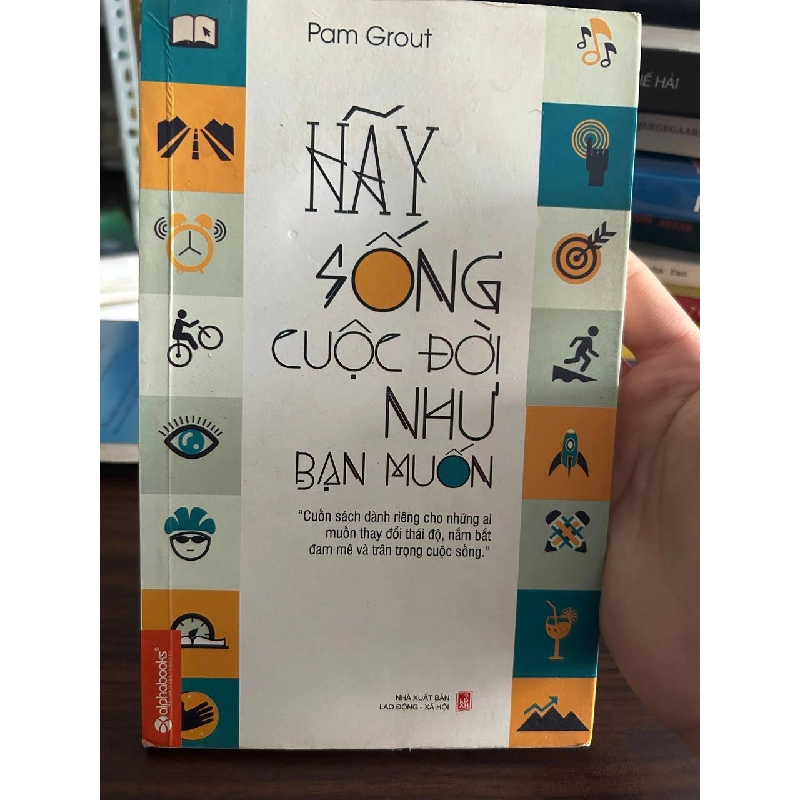 Pam Grout
HÃY
SỐNG
CUỘC ĐỜI
NHƯ
BẠN MUỐN
"Cuốn sách dành riêng cho những ai
muốn thay đổi thái độ, nắm bắt
đam mê và trân trọng cuộc sống."
NHÀ XUẤT BẢN
LAO ĐỘNG - XÃ HỘI
alphabooks